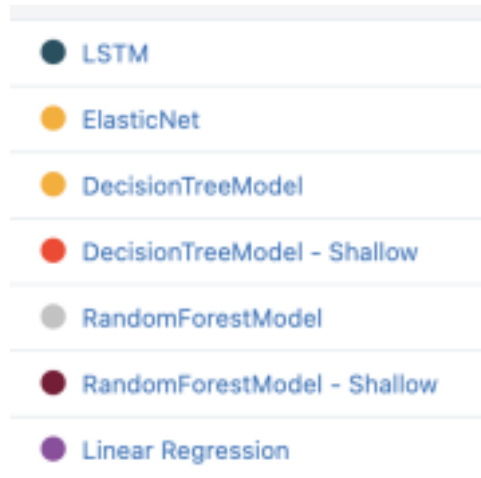 LSTM
ElasticNet
DecisionTreeModel
DecisionTreeModel - Shallow
RandomForestModel
RandomForestModel - Shallow
Linear Regression